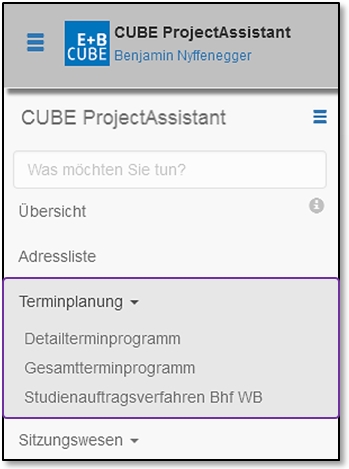 E+B
CUBE
CUBE ProjectAssistant
Benjamin Nyffenegger
CUBE ProjectAssistant
Was möchten Sie tun?
Übersicht
Adressliste
Terminplanung
Detailterminprogramm
Gesamtterminprogramm
Studienauftragsverfahren Bhf WB
Sitzungswesen